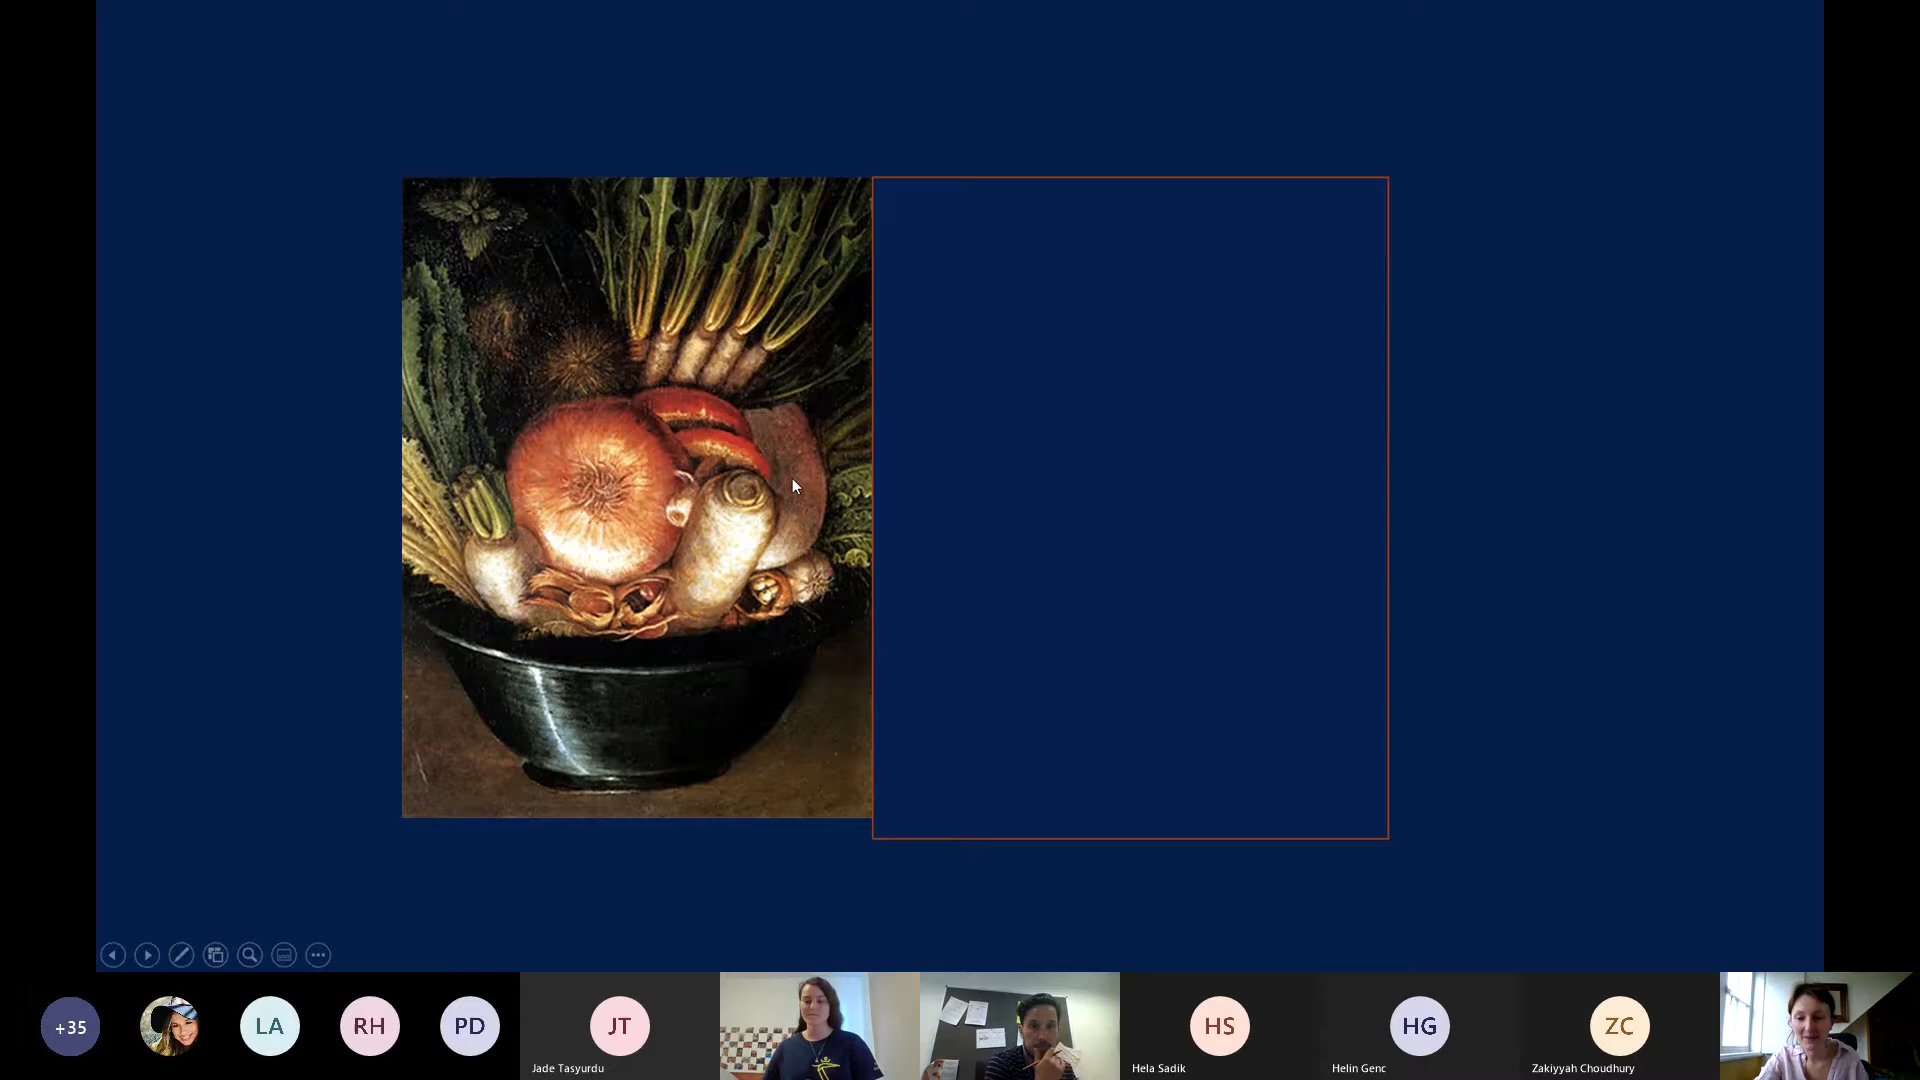 +35
LA
RH
PD
JT
Jade Tasyurdu
HS
Hela Sadik
HG
Helin Genc
ZC
Zakiyyah Choudhury